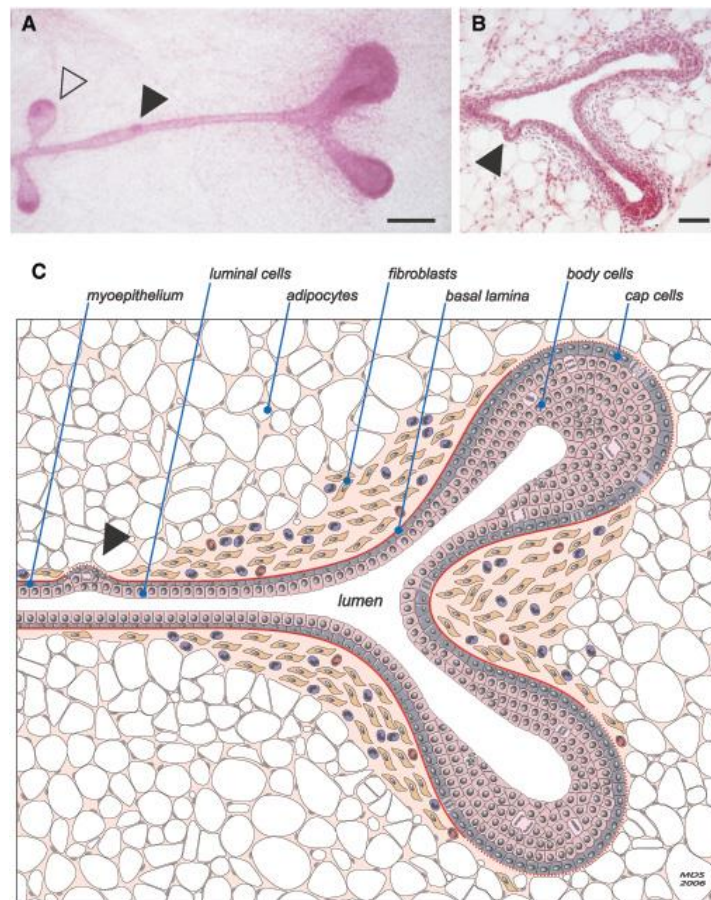 A
B
C
luminal cells
fibroblasts
body cells
myoepithelium
adipocytes
basal lamina
cap cells
lumen
MDS
2006